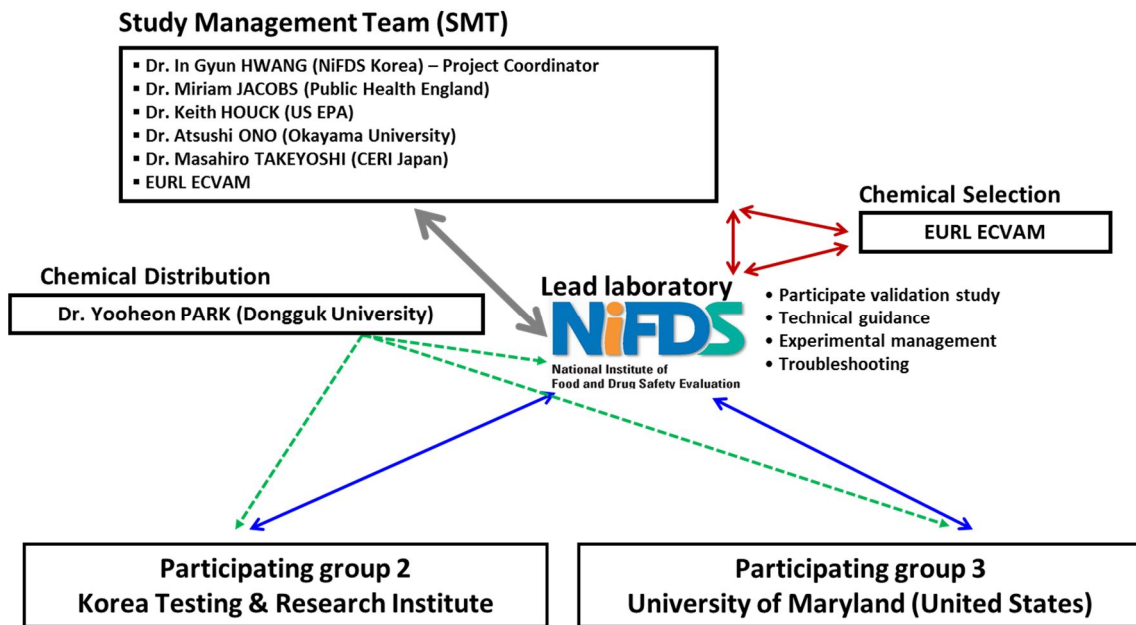 Study Management Team (SMT)
▪ Dr. In Gyun HWANG (NiFDS Korea) – Project Coordinator
▪ Dr. Miriam JACOBS (Public Health England)
▪ Dr. Keith HOUCK (US EPA)
▪ Dr. Atsushi ONO (Okayama University)
▪ Dr. Masahiro TAKEYOSHI (CERI Japan)
▪ EURL ECVAM
Chemical Selection
EURL ECVAM
Chemical Distribution
Dr. Yooheon PARK (Dongguk University)
Lead laboratory
NiFDS
National Institute of
Food and Drug Safety Evaluation
• Participate validation study
• Technical guidance
• Experimental management
• Troubleshooting
Participating group 2
Korea Testing & Research Institute
Participating group 3
University of Maryland (United States)